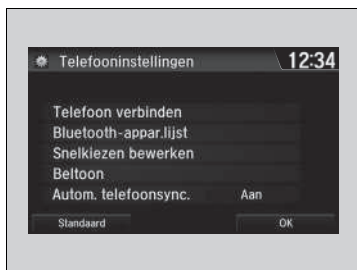 Telefooninstellingen 12:34
Telefoon verbinden
Bluetooth-appar.lijst
Snelkiezen bewerken
Beltoon
Autom. telefoonsync. Aan
Standaard OK